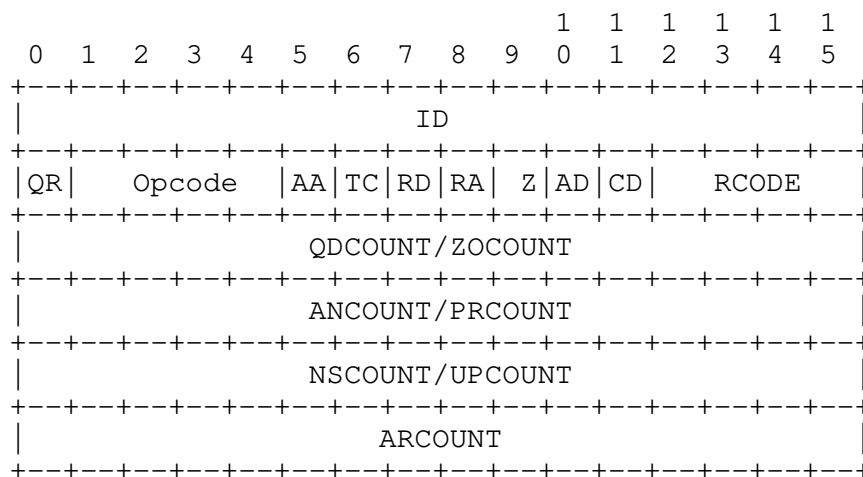 1  1  1  1  1  1
  0  1  2  3  4  5  6  7  8  9  0  1  2  3  4  5
+--+--+--+--+--+--+--+--+--+--+--+--+--+--+--+--+
|                      ID                       |
+--+--+--+--+--+--+--+--+--+--+--+--+--+--+--+--+
|QR|   Opcode  |AA|TC|RD|RA| Z|AD|CD|   RCODE   |
+--+--+--+--+--+--+--+--+--+--+--+--+--+--+--+--+
|                QDCOUNT/ZOCOUNT                |
+--+--+--+--+--+--+--+--+--+--+--+--+--+--+--+--+
|                ANCOUNT/PRCOUNT                |
+--+--+--+--+--+--+--+--+--+--+--+--+--+--+--+--+
|                NSCOUNT/UPCOUNT                |
+--+--+--+--+--+--+--+--+--+--+--+--+--+--+--+--+
|                    ARCOUNT                    |
+--+--+--+--+--+--+--+--+--+--+--+--+--+--+--+--+